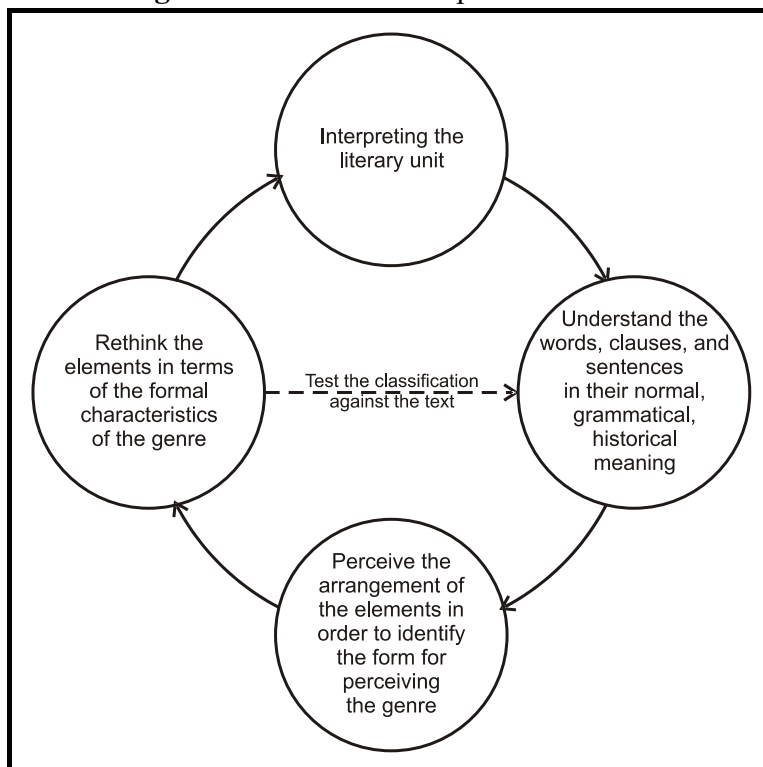 Interpreting the
literary unit
Understand the
words, clauses, and
sentences
in their normal,
grammatical,
historical
meaning
Rethink the
elements in terms
of the formal
characteristics
of the genre
Test the classification
against the text
Perceive the
arrangement of
the elements in
order to identify
the form for
perceiving
the genre